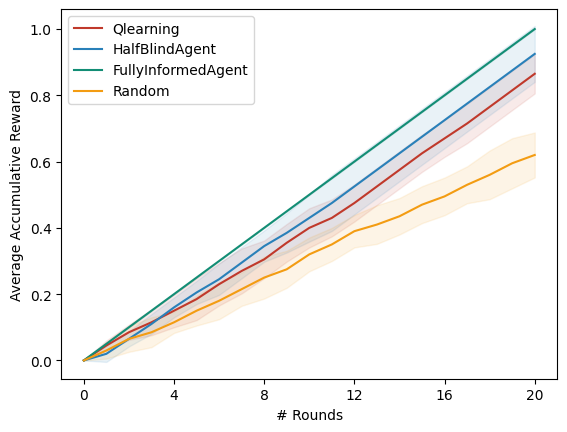 Qlearning
HalfBlindAgent
FullyInformedAgent
Random
Average Accumulative Reward
1.0
0.8
0.6
0.4
0.2
0.0
0 4 8 12 16 20
# Rounds